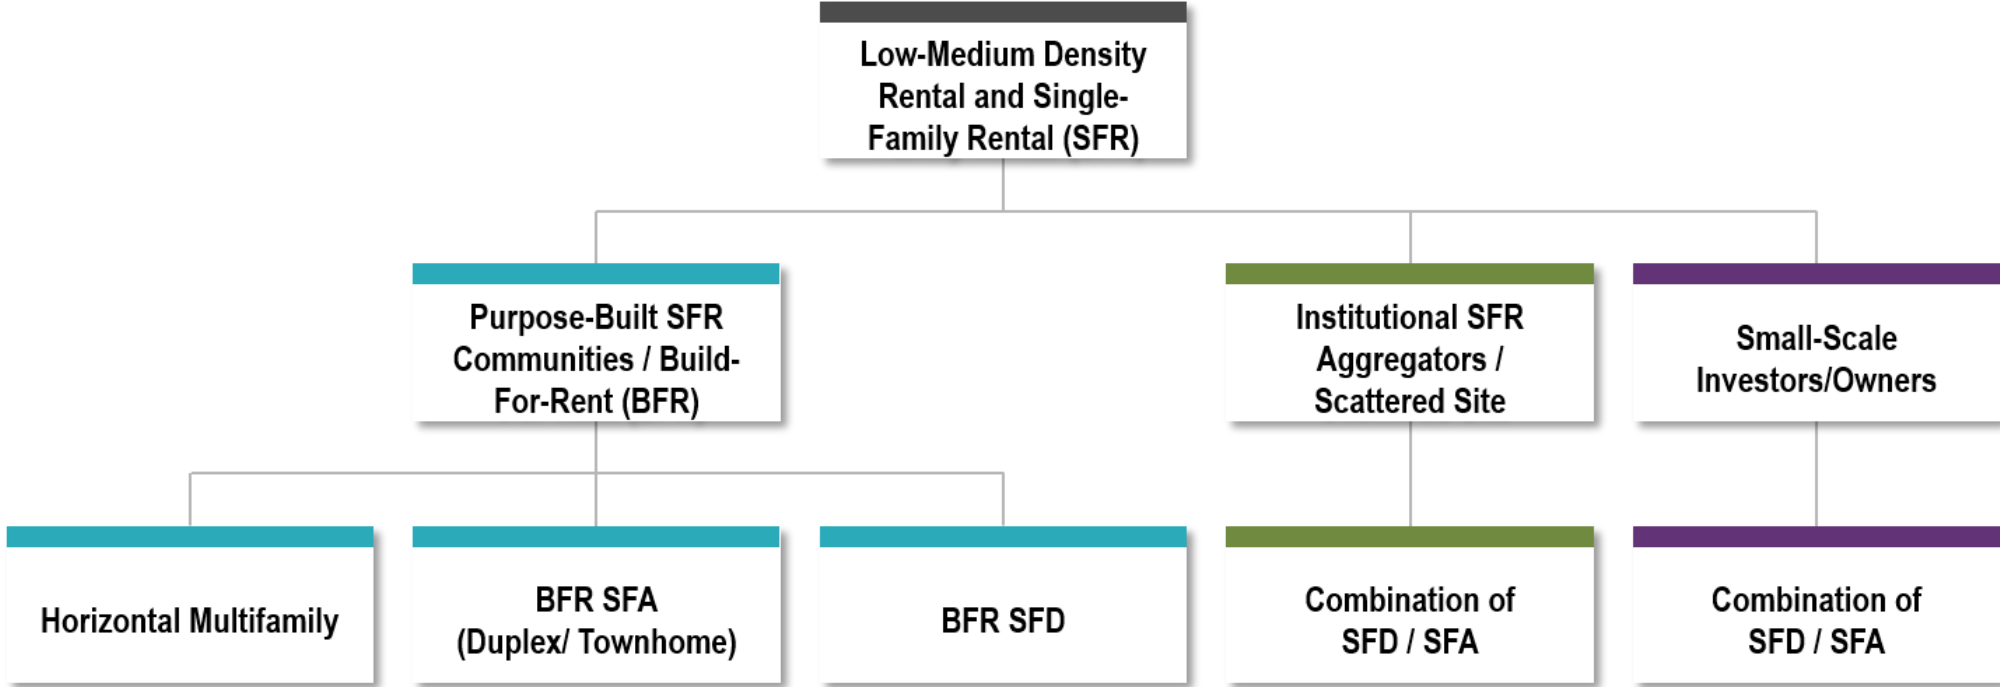 Low-Medium Density
Rental and Single-
Family Rental (SFR)
Purpose-Built SFR
Communities / Build-
For-Rent (BFR)
Institutional SFR
Aggregators /
Scattered Site
Small-Scale
Investors/Owners
Horizontal Multifamily
BFR SFA
(Duplex/ Townhome)
BFR SFD
Combination of
SFD / SFA
Combination of
SFD / SFA